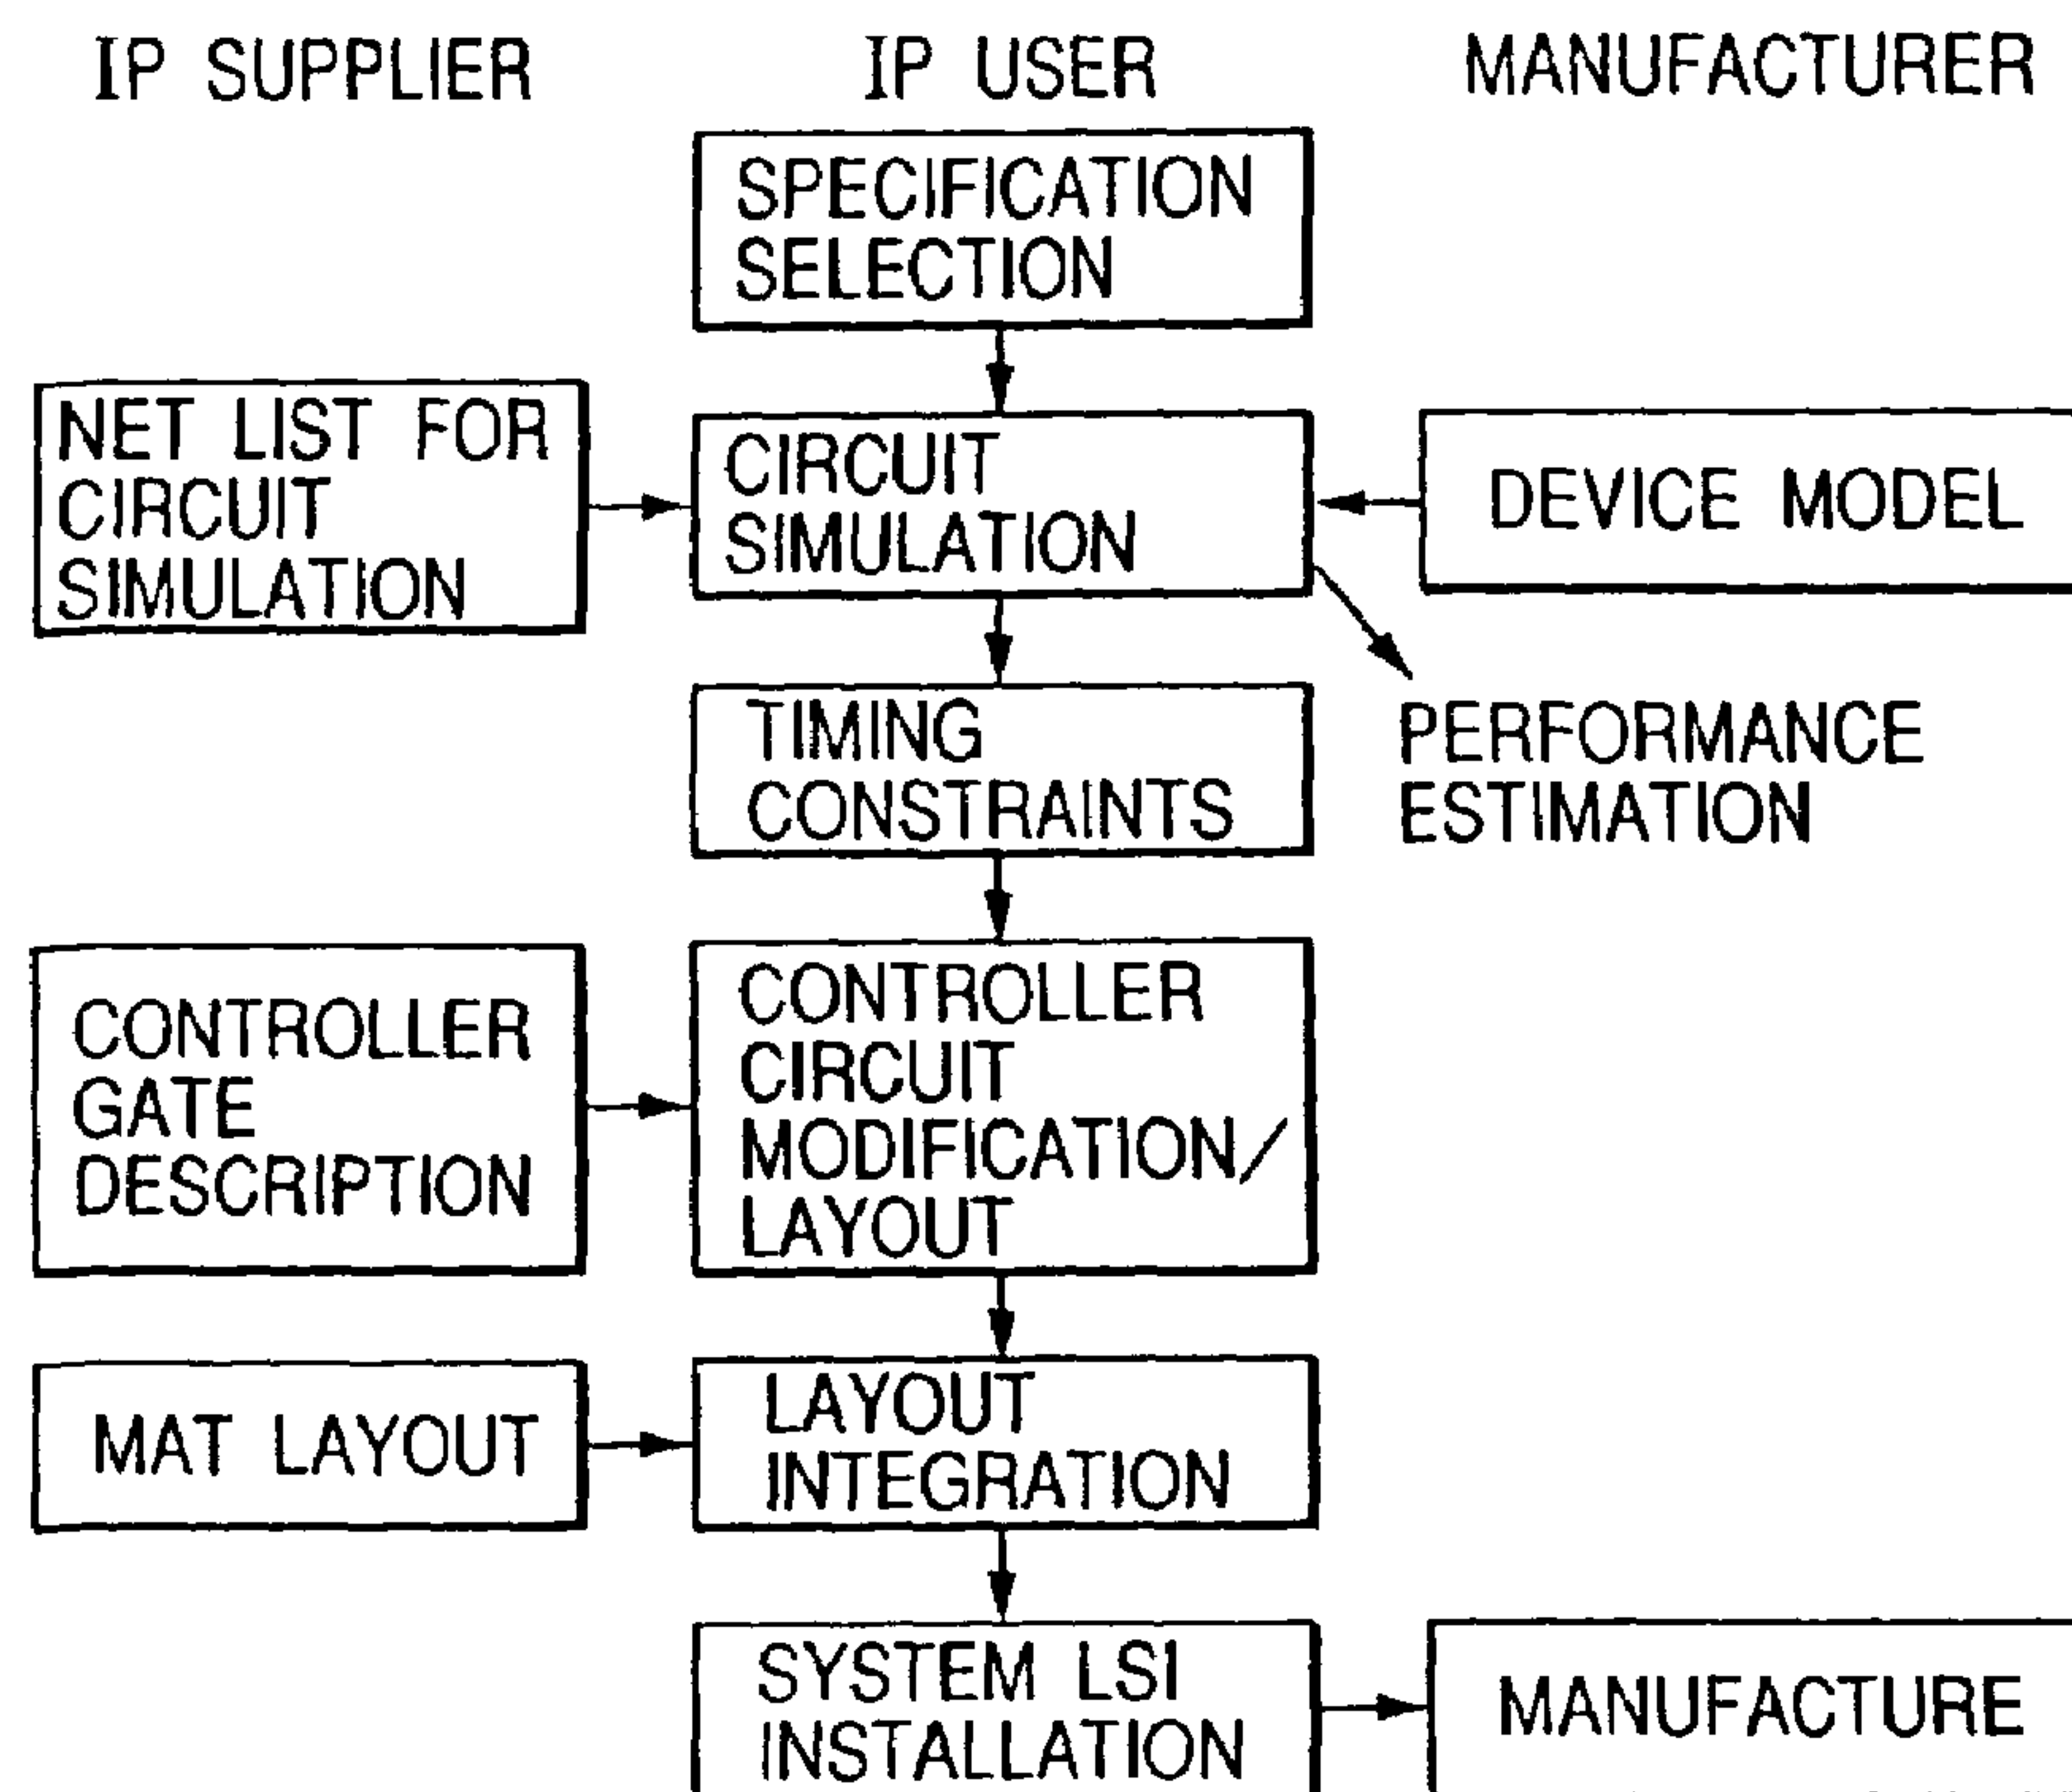 IP SUPPLIER
IP USER
MANUFACTURER
SPECIFICATION
SELECTION
NET LIST FOR
CIRCUIT
SIMULATION
CIRCUIT
SIMULATION
DEVICE MODEL
TIMING
CONSTRAINTS
PERFORMANCE
ESTIMATION
CONTROLLER
GATE
DESCRIPTION
CONTROLLER
CIRCUIT
MODIFICATION/
LAYOUT
MAT LAYOUT
LAYOUT
INTEGRATION
SYSTEM LSI
INSTALLATION
MANUFACTURE